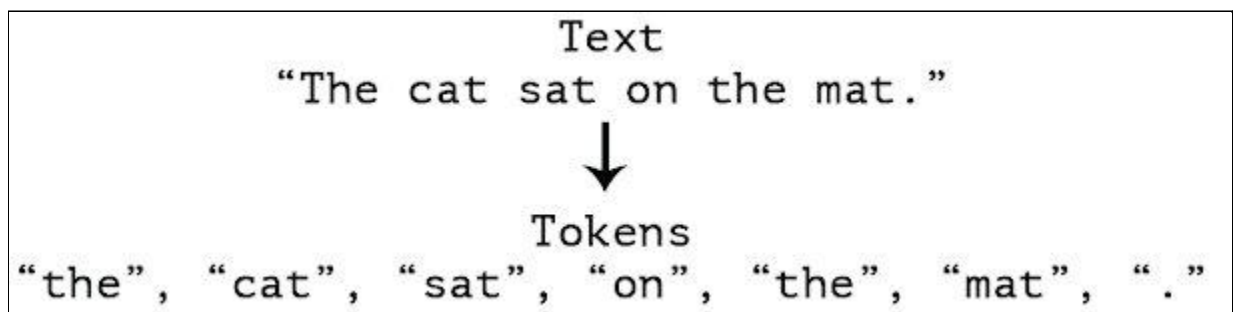 Text
“The cat sat on the mat.”
Tokens
“the”, “cat”, “sat”, “on”, “the”, “mat”, “.”